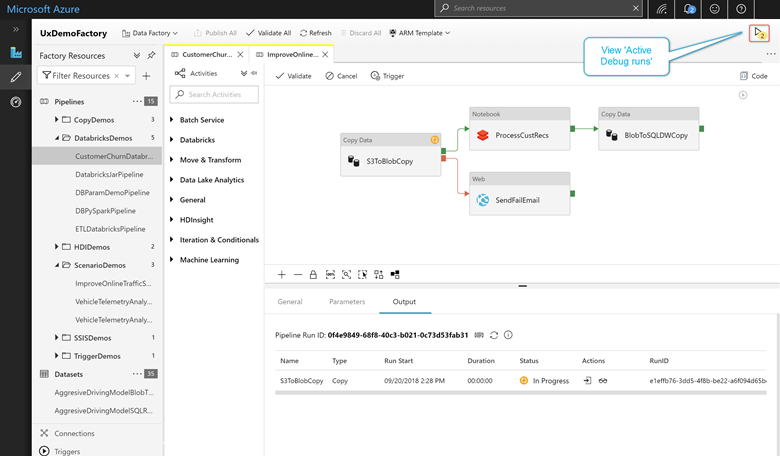 Microsoft Azure
Search resources
2
UxDemoFactory
Data Factory
Publish All
Validate All
Refresh
Discard All
ARM Template
2
View 'Active
Debug runs'
Factory Resources
Filter Resources
Pipelines
15
CopyDemos
3
DatabricksDemos
5
CustomerChurnDatabr...
DatabricksJarPipeline
DBParamDemoPipeline
DBPySparkPipeline
ETLDatabricksPipeline
HDIDemos
2
ScenarioDemos
3
ImproveOnlineTrafficS...
VehicleTelemetryAnaly...
VehicleTelemetryAnaly...
SSISDemos
1
TriggerDemos
1
Datasets
35
AggresiveDrivingModelBlobT...
AggresiveDrivingModelSQLR...
Connections
Triggers
CustomerChur...
ImproveOnline...
Activities
Search Activities
Batch Service
Databricks
Move & Transform
Data Lake Analytics
General
HDInsight
Iteration & Conditionals
Machine Learning
Validate
Cancel
Trigger
Code
Copy Data
S3ToBlobCopy
Notebook
ProcessCustRecs
Copy Data
BlobToSQLDWCopy
Web
SendFailEmail
General
Parameters
Output
Pipeline Run ID: 0f4e9849-68f8-40c3-b021-0c73d53fab31
Name Type Run Start Duration Status Actions RunID
S3ToBlobCopy Copy 09/20/2018 2:28 PM 00:00:00 In Progress e1effb76-3dd5-4f8b-be22-a6f094d65b